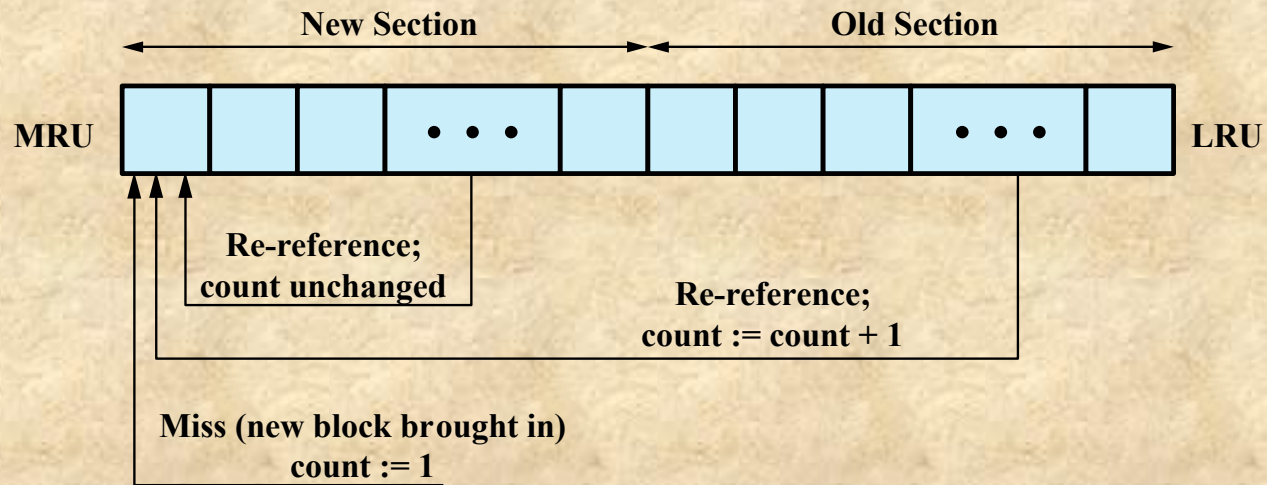 New Section
Old Section
MRU
• • •
• • •
LRU
Re-reference;
count unchanged
Re-reference;
count := count + 1
Miss (new block brought in)
count := 1